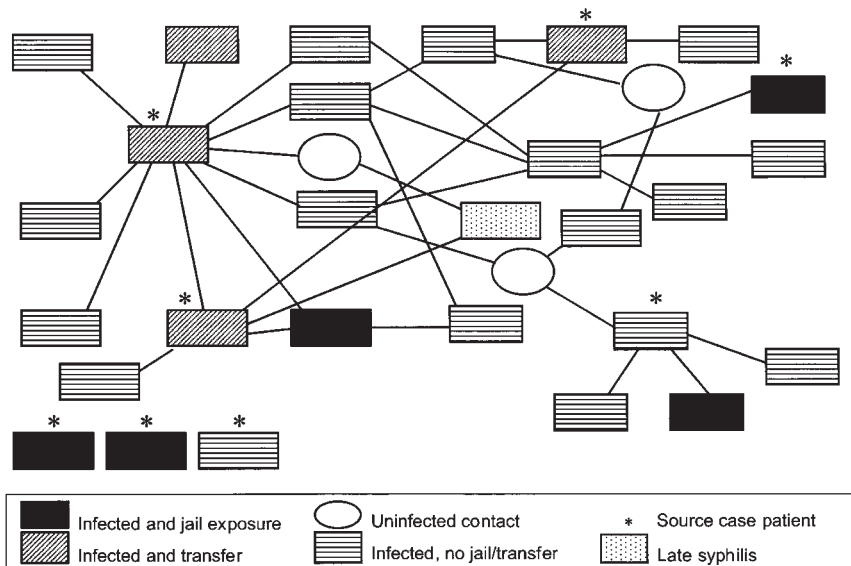 *
*
*
*
*
*
* * *
Infected and jail exposure Uninfected contact * Source case patient
Infected and transfer Infected, no jail/transfer Late syphilis